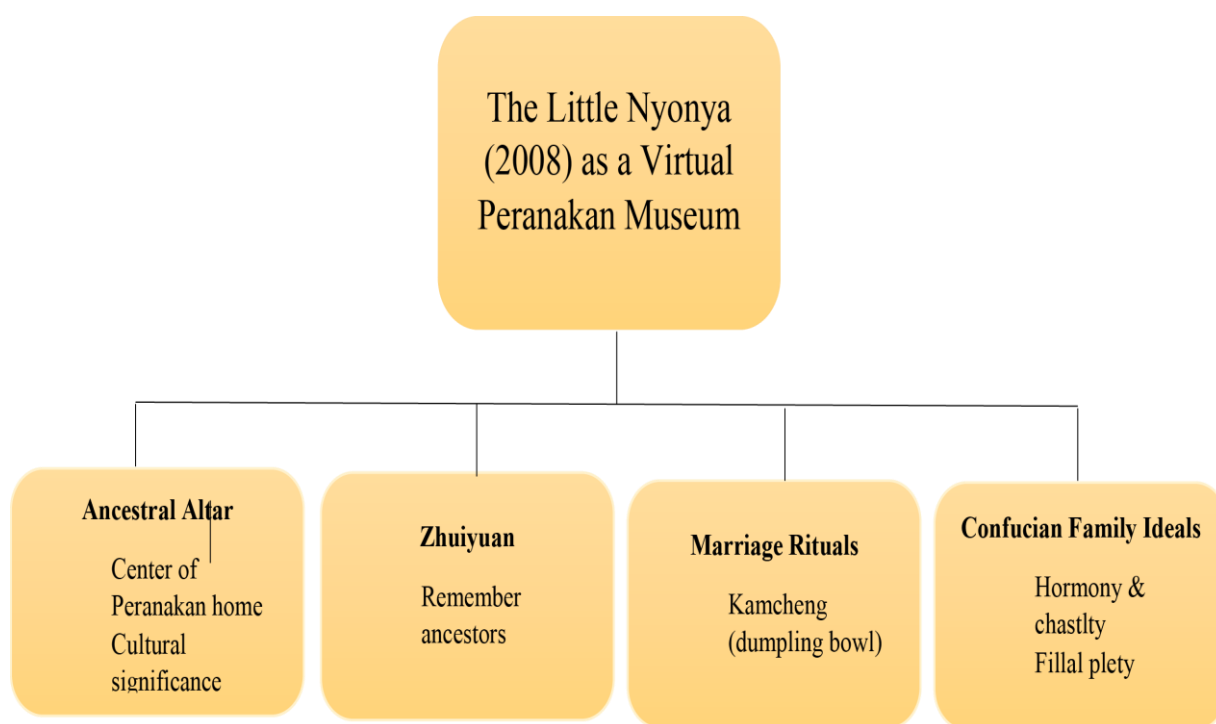 The Little Nyonya
(2008) as a Virtual
Peranakan Museum
Ancestral Altar
Center of
Peranakan home
Cultural
significance
Zhuiyuan
Remember
ancestors
Marriage Rituals
Kamcheng
(dumpling bowl)
Confucian Family Ideals
Hormony &
chastlty
Fillal plety